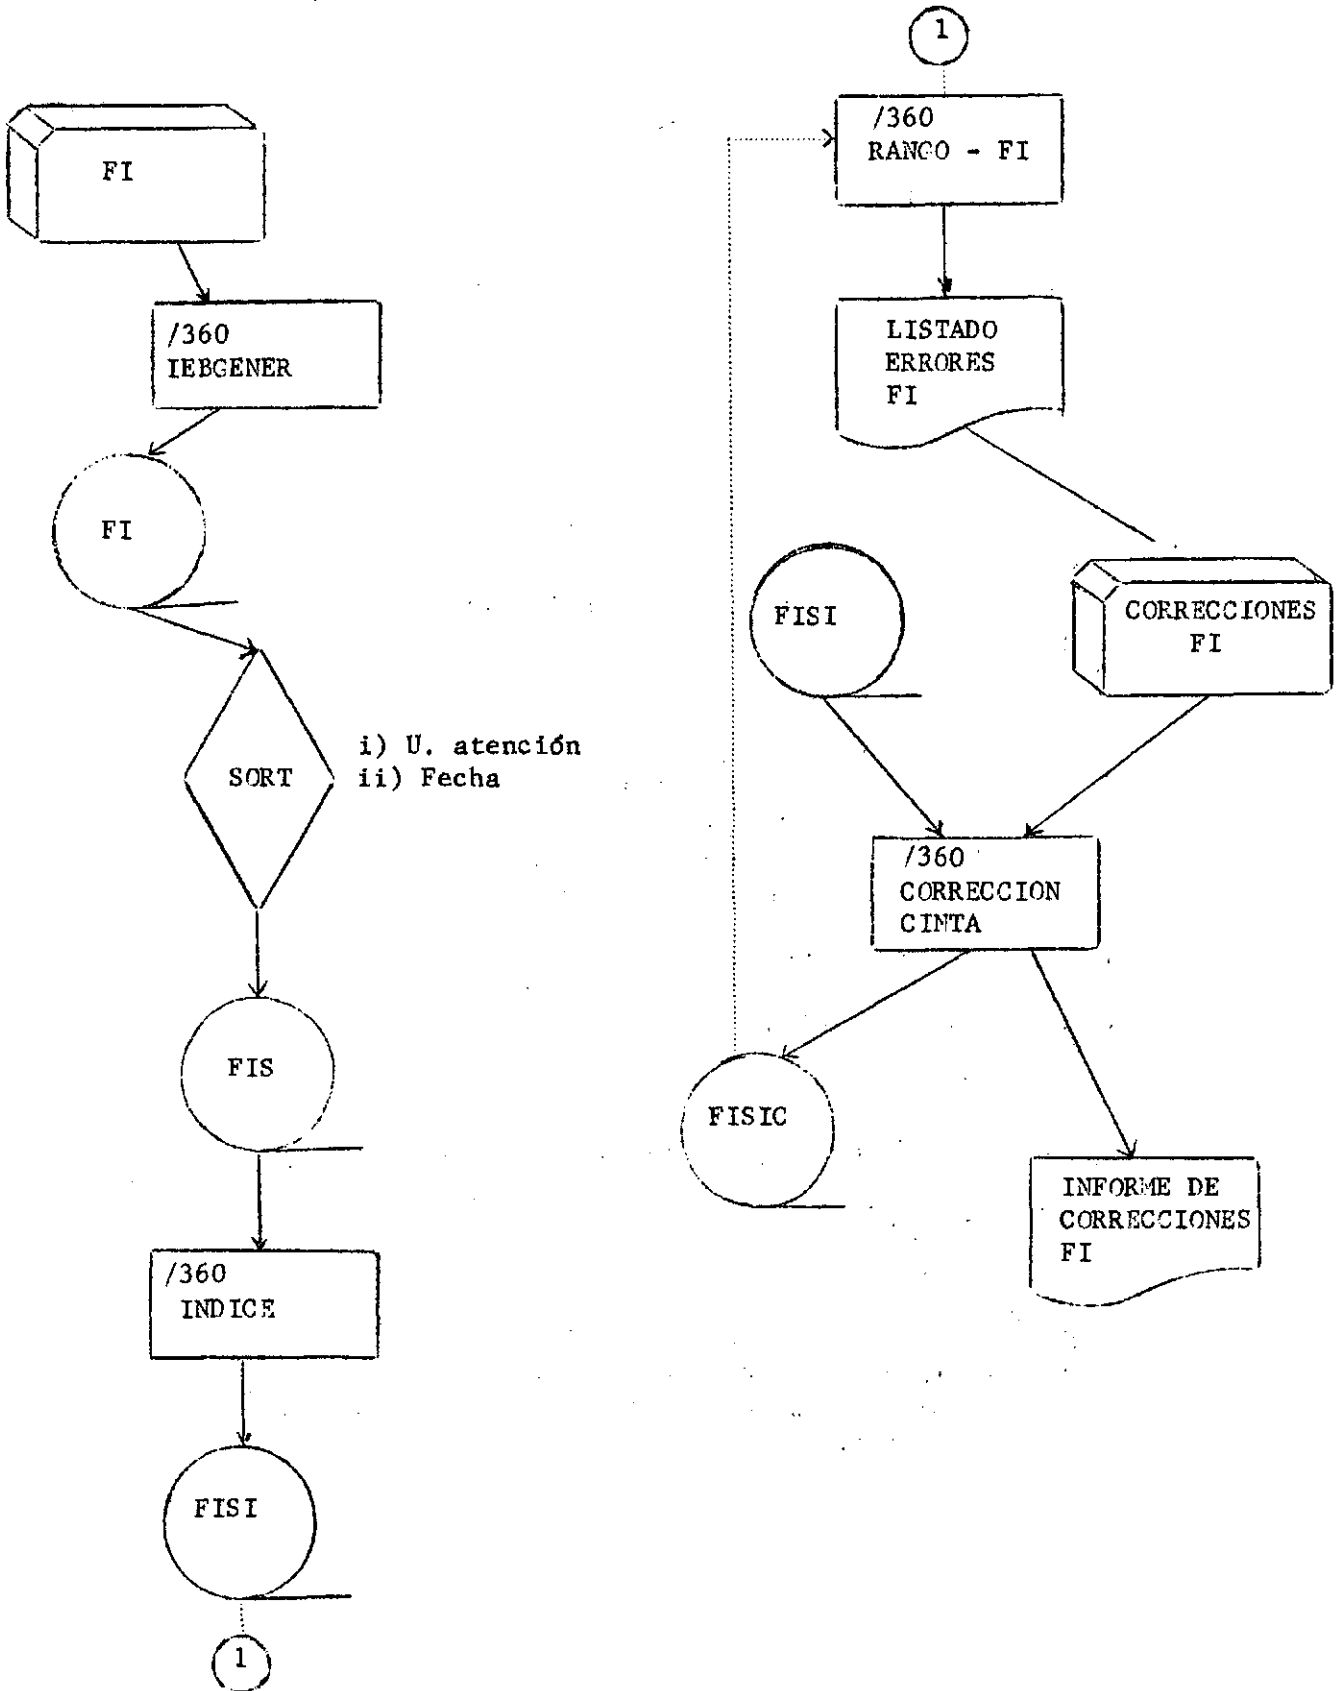 FI
/360
IEBGENER
FI
SORT
i) U. atención
ii) Fecha
FIS
/360
INDICE
FISI
1
1
/360
RANGO - FI
LISTADO
ERRORES
FI
FISI
CORRECCIONES
FI
/360
CORRECCION
CINTA
FISIC
INFORME DE
CORRECCIONES
FI